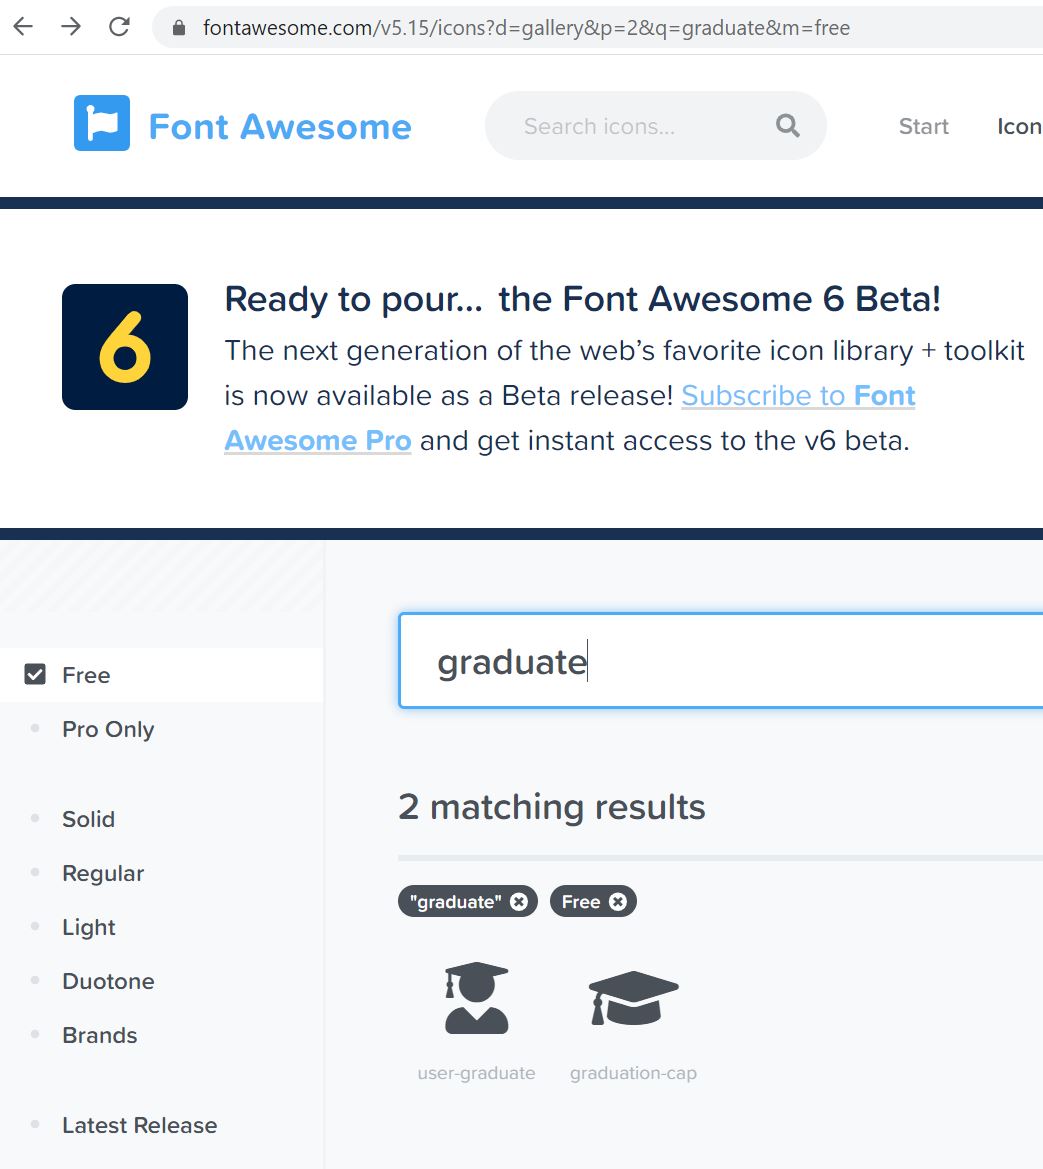 fontawesome.com/v5.15/icons?d=gallery&p=2&q=graduate&m=free
Font Awesome
Search icons...
Start
Icon
6
Ready to pour... the Font Awesome 6 Beta!
The next generation of the web's favorite icon library + toolkit
is now available as a Beta release! Subscribe to Font
Awesome Pro and get instant access to the v6 beta.
Free
Pro Only
Solid
Regular
Light
Duotone
Brands
Latest Release
graduate
2 matching results
"graduate"
Free
user-graduate
graduation-cap